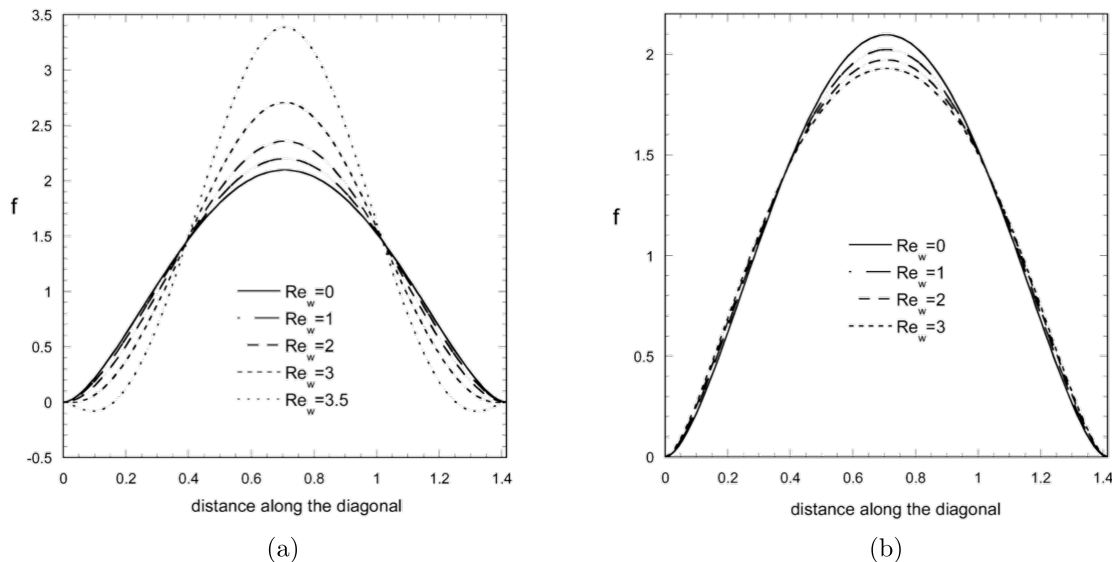 3.5
3
2.5
2
1.5
1
0.5
0
-0.5
f
Re_w=0
Re_w=1
Re_w=2
Re_w=3
Re_w=3.5
0 0.2 0.4 0.6 0.8 1 1.2 1.4
distance along the diagonal
(a)
2
1.5
1
0.5
0
f
Re_w=0
Re_w=1
Re_w=2
Re_w=3
0 0.2 0.4 0.6 0.8 1 1.2 1.4
distance along the diagonal
(b)